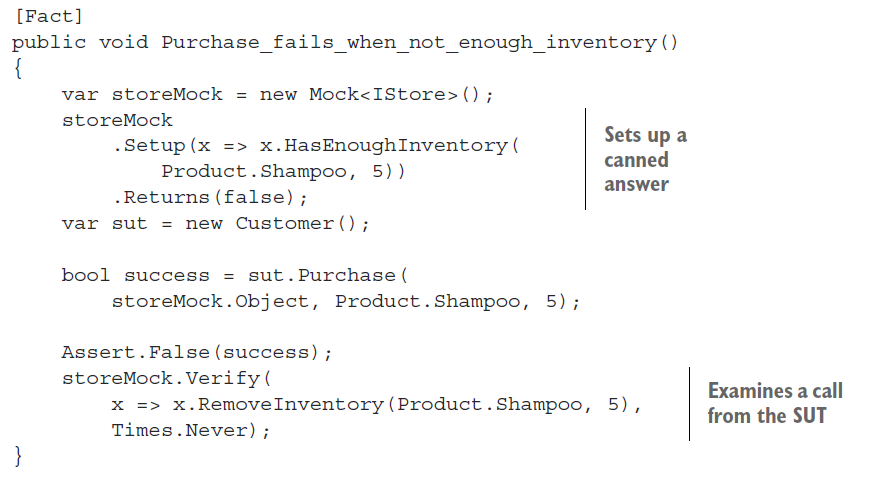 [Fact]
public void Purchase_fails_when_not_enough_inventory()
{
var storeMock = new Mock<IStore>();
storeMock
.Setup(x => x.HasEnoughInventory(
Product.Shampoo, 5))
.Returns(false);
Sets up a
canned
answer
var sut = new Customer();
bool success = sut.Purchase(
storeMock.Object, Product.Shampoo, 5);
Assert.False(success);
storeMock.Verify(
x => x.RemoveInventory(Product.Shampoo, 5),
Times.Never);
Examines a call
from the SUT
}